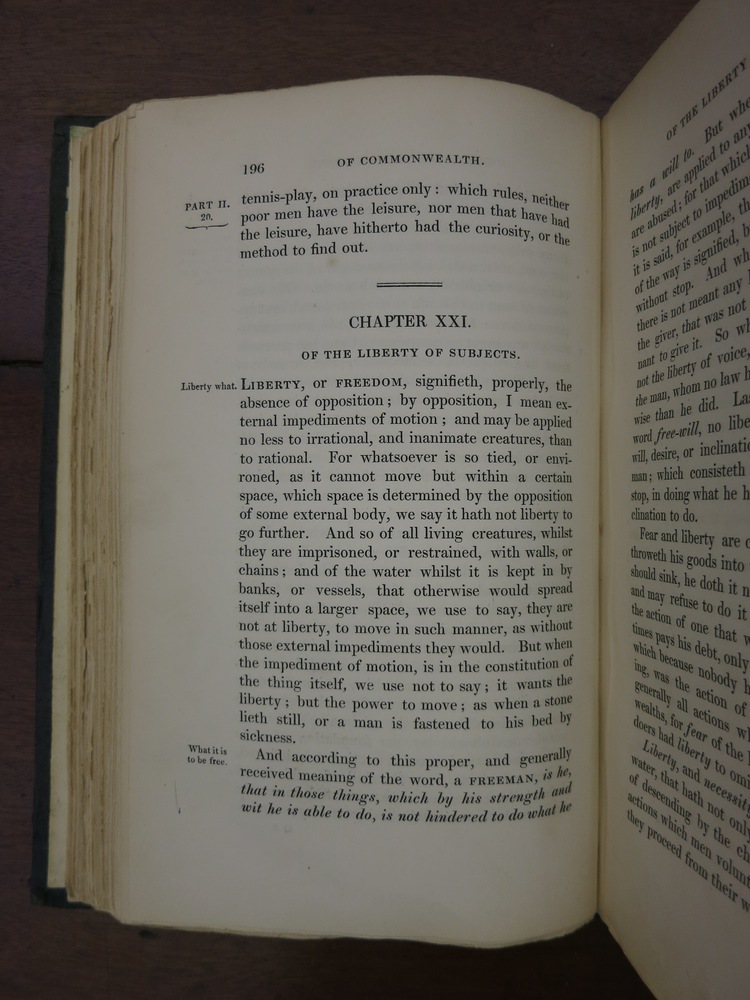 196 OF COMMONWEALTH.
PART II.
20.
tennis-play, on practice only : which rules, neither
poor men have the leisure, nor men that have had
the leisure, have hitherto had the curiosity, or the
method to find out.
CHAPTER XXI.
OF THE LIBERTY OF SUBJECTS.
Liberty what.
LIBERTY, or FREEDOM, signifieth, properly, the
absence of opposition ; by opposition, I mean ex-
ternal impediments of motion ; and may be applied
no less to irrational, and inanimate creatures, than
to rational. For whatsoever is so tied, or envi-
roned, as it cannot move but within a certain
space, which space is determined by the opposition
of some external body, we say it hath not liberty to
go further. And so of all living creatures, whilst
they are imprisoned, or restrained, with walls, or
chains ; and of the water whilst it is kept in by
banks, or vessels, that otherwise would spread
itself into a larger space, we use to say, they are
not at liberty, to move in such manner, as without
those external impediments they would. But when
the impediment of motion, is in the constitution of
the thing itself, we use not to say ; it wants the
liberty ; but the power to move ; as when a stone
lieth still, or a man is fastened to his bed by
sickness.
What it is
to be free.
And according to this proper, and generally
received meaning of the word, a FREEMAN, is he,
that in those things, which by his strength and
wit he is able to do, is not hindered to do what he
OF THE LIBERTY
has a will to. But whe
liberty, are applied to any
are abused; for that which
is not subject to impedim
it is said, for example, th
of the way is signified, b
without stop. And wh
there is not meant any
the giver, that was not
nant to give it. So wh
not the liberty of voice,
the man, whom no law h
wise than he did. Las
word free-will, no libe
will, desire, or inclinatio
man ; which consisteth
stop, in doing what he h
clination to do.
Fear and liberty are c
throweth his goods into
should sink, he doth it n
and may refuse to do it
the action of one that w
times pays his debt, only
which because nobody h
ing, was the action of
generally all actions wh
wealths, for fear of the
doers had liberty to omi
Liberty, and necessity
water, that hath not only
of descending by the ch
actions which men volunt
they proceed from their w